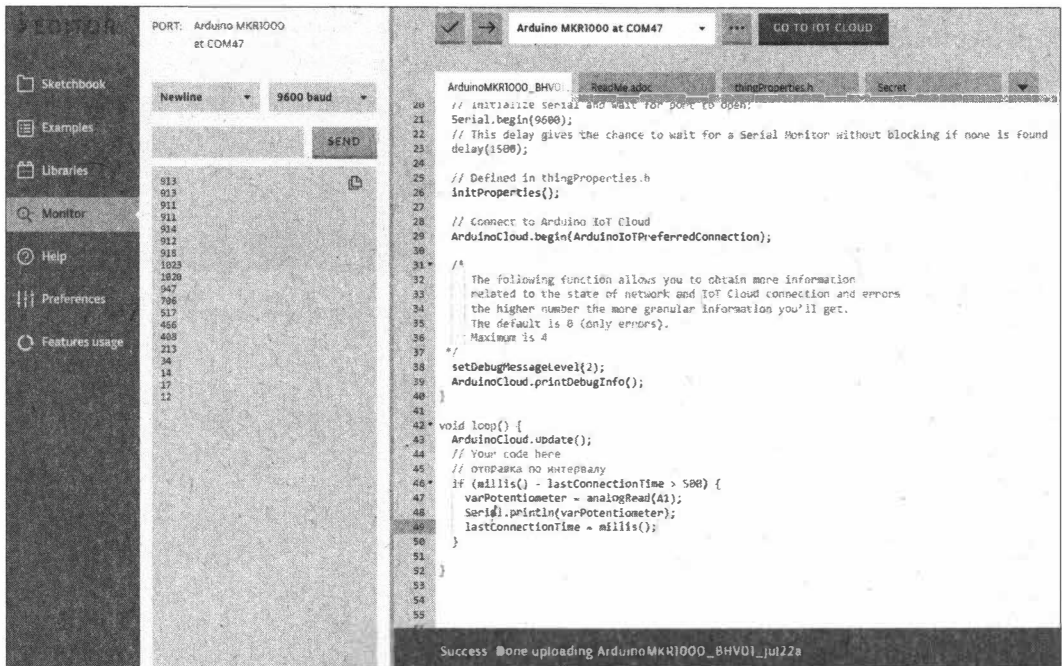 EDITOR
Sketchbook
Examples
Libraries
Monitor
Help
Preferences
Features usage
PORT: Arduino MKR1000
at COM47
Newline
9600 baud
SEND
913
913
911
911
914
912
918
1023
1020
947
706
517
466
408
213
34
14
17
12
Arduino MKR1000 at COM47
GO TO IOT CLOUD
ArduinoMKR1000_BHV0...
ReadMe.adoc
thingProperties.h
Secret
20 // Initialize serial and wait for port to open:
21 Serial.begin(9600);
22 // This delay gives the chance to wait for a Serial Monitor without blocking if none is found
23 delay(1500);
24
25 // Defined in thingProperties.h
26 initProperties();
27
28 // Connect to Arduino IoT Cloud
29 ArduinoCloud.begin(ArduinoIoTPreferredConnection);
30
31 /*
32 The following function allows you to obtain more information
33 related to the state of network and IoT Cloud connection and errors
34 the higher number the more granular information you'll get.
35 The default is 0 (only errors).
36 Maximum is 4
37 */
38 setDebugMessageLevel(2);
39 ArduinoCloud.printDebugInfo();
40 }
41
42 void loop() {
43 ArduinoCloud.update();
44 // Your code here
45 // отправка по интервалу
46 if (millis() - lastConnectionTime > 500) {
47 varPotentiometer = analogRead(A1);
48 Serial.println(varPotentiometer);
49 lastConnectionTime = millis();
50 }
51
52 }
53
54
55
Success Done uploading ArduinoMKR1000_BHV01_jul22a